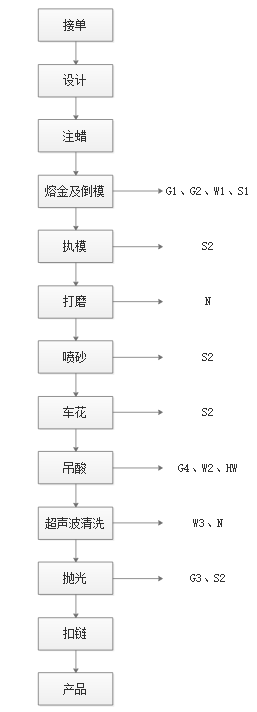 接单
设计
注蜡
熔金及倒模 G1、G2、W1、S1
执模 S2
打磨 N
喷砂 S2
车花 S2
吊酸 G4、W2、HW
超声波清洗 W3、N
抛光 G3、S2
扣链
产品